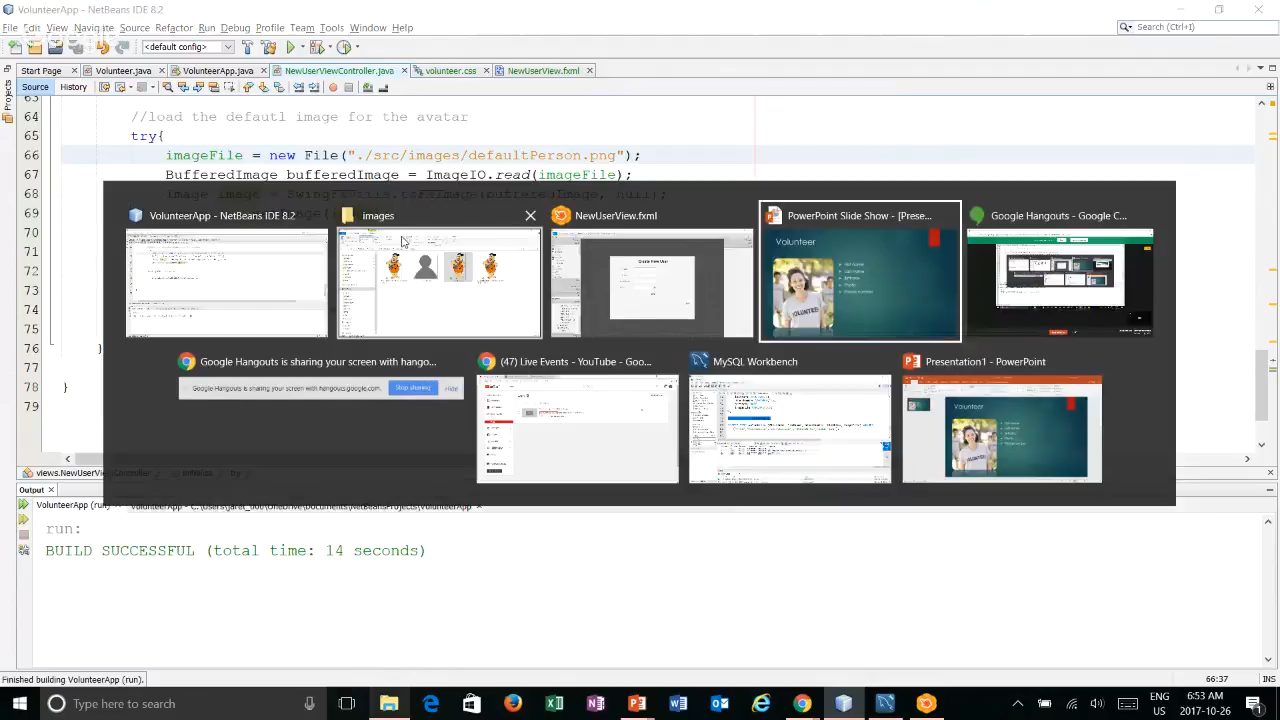 VolunteerApp - NetBeans IDE 8.2
File Edit View Navigate Source Refactor Run Debug Profile Team Tools Window Help
Search (Ctrl+I)
<default config>
Start Page Volunteer.java VolunteerApp.java NewUserViewController.java volunteer.css NewUserView.fxml
Projects
Source History
63
64 //load the defautl image for the avatar
65 try{
66 imageFile = new File("./src/images/defaultPerson.png");
67 BufferedImage bufferedImage = ImageIO.read(imageFile);
68
69
70
71
72
73
74
75
76 }
77
78 }
79
VolunteerApp - NetBeans IDE 8.2
images
NewUserView.fxml
PowerPoint Slide Show - [Prese...
Google Hangouts - Google C...
Volunteer
Google Hangouts is sharing your screen with hango...
(47) Live Events - YouTube - Goo...
MySQL Workbench
Presentation1 - PowerPoint
Google Hangouts is sharing your screen with hangouts.google.com.
Stop sharing
Hide
Volunteer
views.NewUserViewController
Output
VolunteerApp (run)
run:
BUILD SUCCESSFUL (total time: 14 seconds)
Finished building VolunteerApp (run).
66:37
INS
Type here to search
ENG
US
6:53 AM
2017-10-26